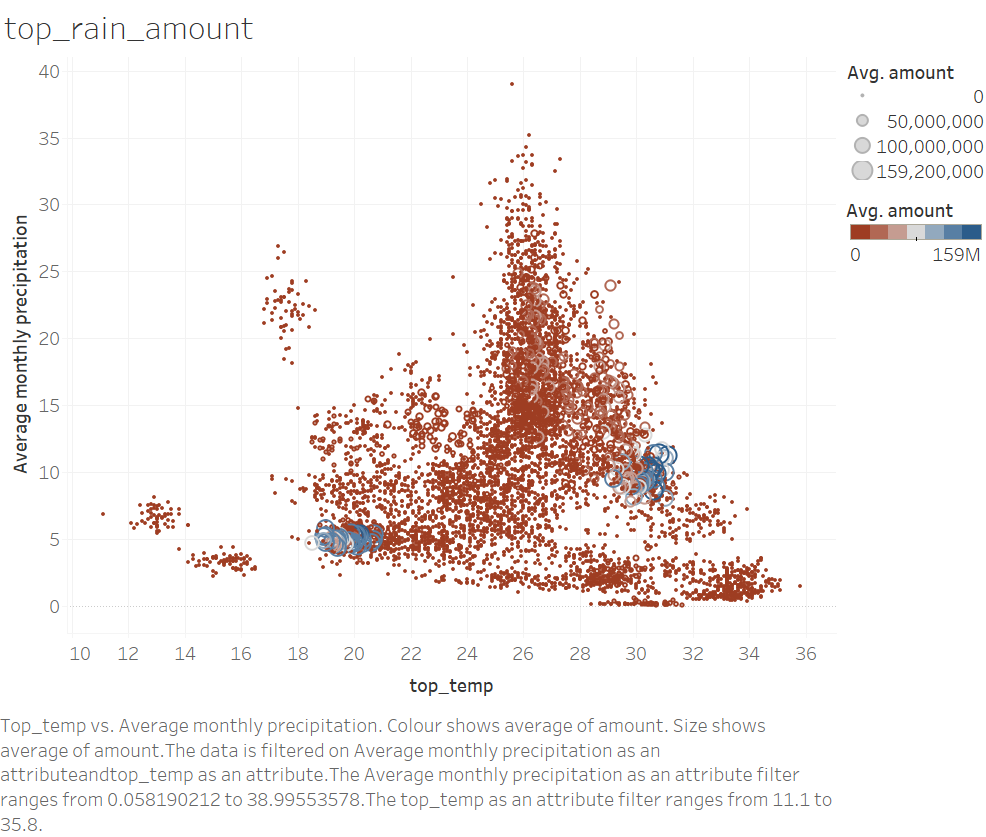 top_rain_amount
Avg. amount
0
50,000,000
100,000,000
159,200,000
Avg. amount
0 159M
Average monthly precipitation
40
35
30
25
20
15
10
5
0
10 12 14 16 18 20 22 24 26 28 30 32 34 36
top_temp
Top_temp vs. Average monthly precipitation. Colour shows average of amount. Size shows
average of amount.The data is filtered on Average monthly precipitation as an
attributeandtop_temp as an attribute.The Average monthly precipitation as an attribute filter
ranges from 0.058190212 to 38.99553578.The top_temp as an attribute filter ranges from 11.1 to
35.8.